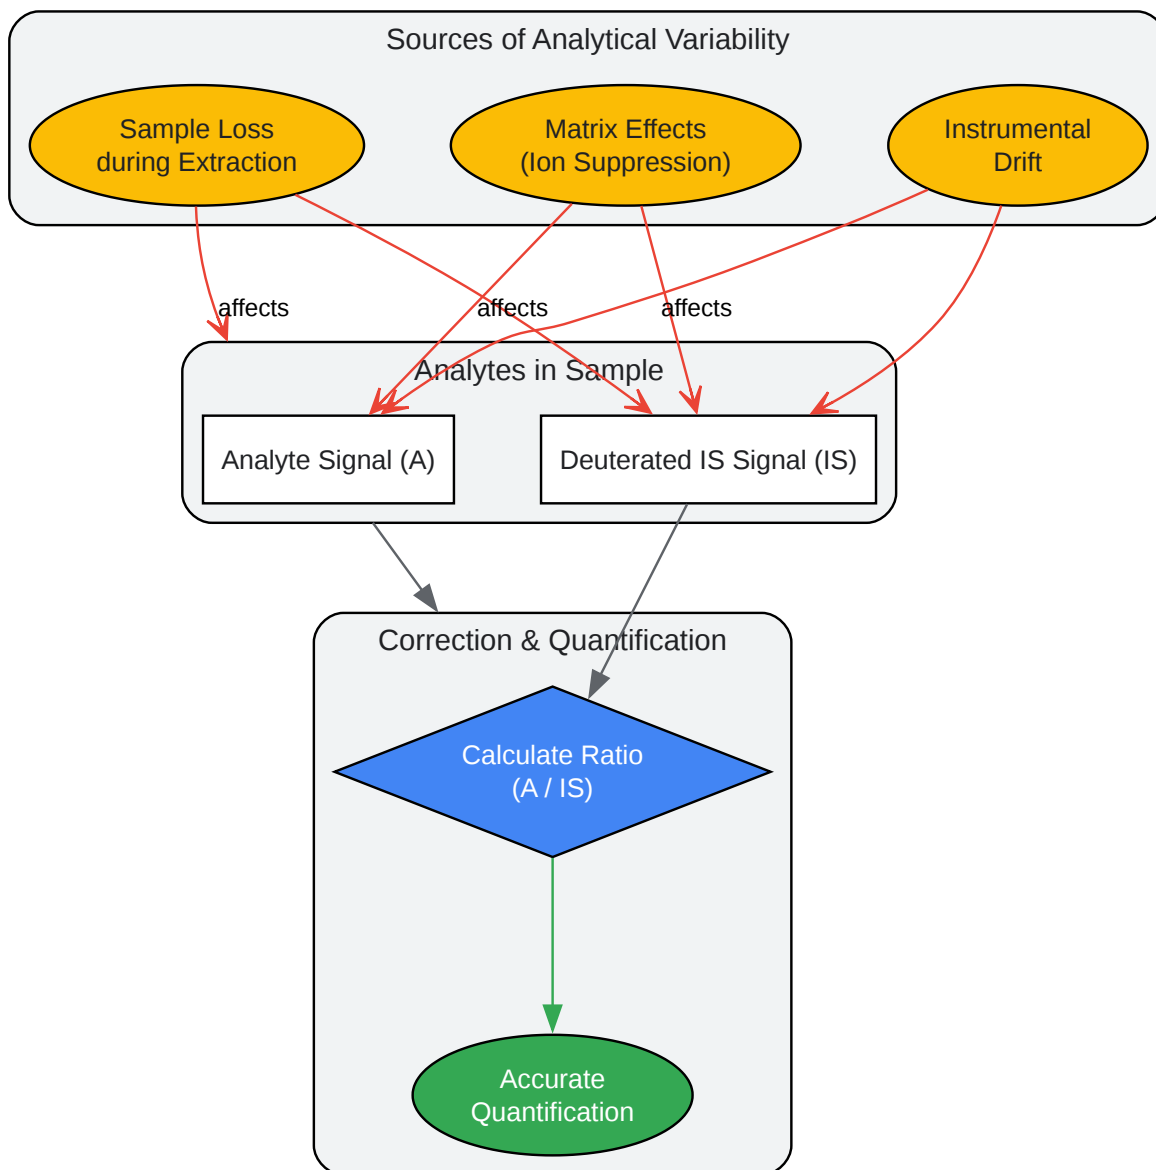 Sources of Analytical Variability
Sample Loss
during Extraction
Matrix Effects
(Ion Suppression)
Instrumental
Drift
affects
affects
affects
Analytes in Sample
Analyte Signal (A)
Deuterated IS Signal (IS)
Correction & Quantification
Calculate Ratio
(A / IS)
Accurate
Quantification